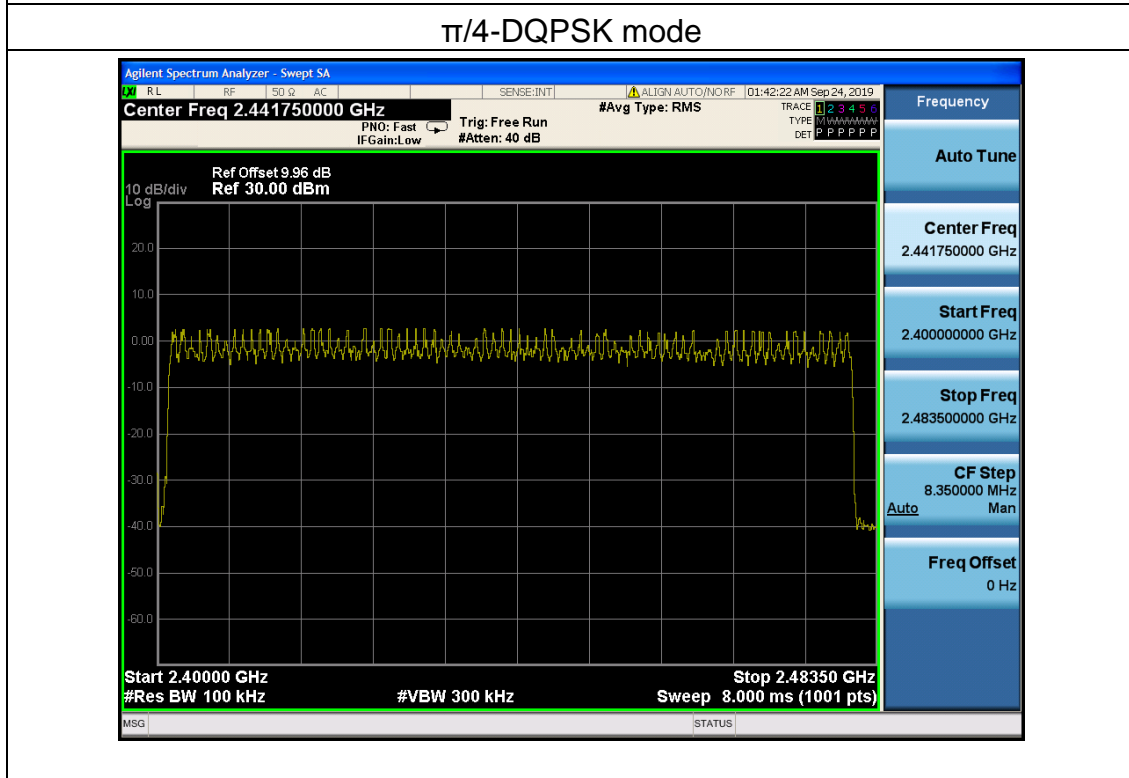 π/4-DQPSK mode
Agilent Spectrum Analyzer - Swept SA
LXI RL RF 50 Ω AC SENSE:INT ALIGN AUTO/NO RF 01:42:22 AM Sep 24, 2019
Center Freq 2.441750000 GHz #Avg Type: RMS TRACE 1 2 3 4 5 6
PNO: Fast Trig: Free Run TYPE M WWWWW
IFGain:Low #Atten: 40 dB DET P P P P P P
Ref Offset 9.96 dB
10 dB/div Ref 30.00 dBm
Log
20.0
10.0
0.00
-10.0
-20.0
-30.0
-40.0
-50.0
-60.0
Start 2.40000 GHz Stop 2.48350 GHz
#Res BW 100 kHz #VBW 300 kHz Sweep 8.000 ms (1001 pts)
MSG STATUS
Frequency
Auto Tune
Center Freq
2.441750000 GHz
Start Freq
2.400000000 GHz
Stop Freq
2.483500000 GHz
CF Step
8.350000 MHz
Auto Man
Freq Offset
0 Hz